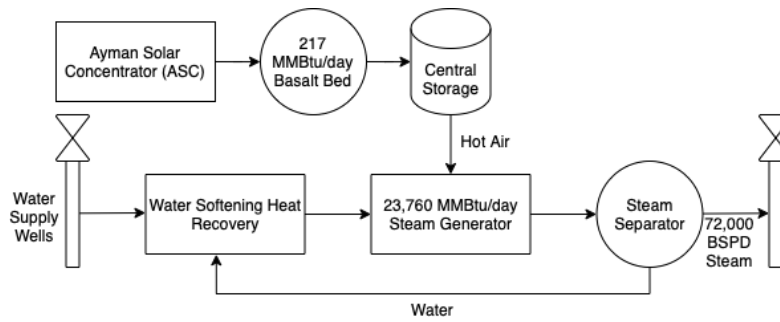 Ayman Solar
Concentrator (ASC)
217
MMBtu/day
Basalt Bed
Central
Storage
Hot Air
Water
Supply
Wells
Water Softening Heat
Recovery
23,760 MMBtu/day
Steam Generator
Steam
Separator
72,000
BSPD
Steam
Water